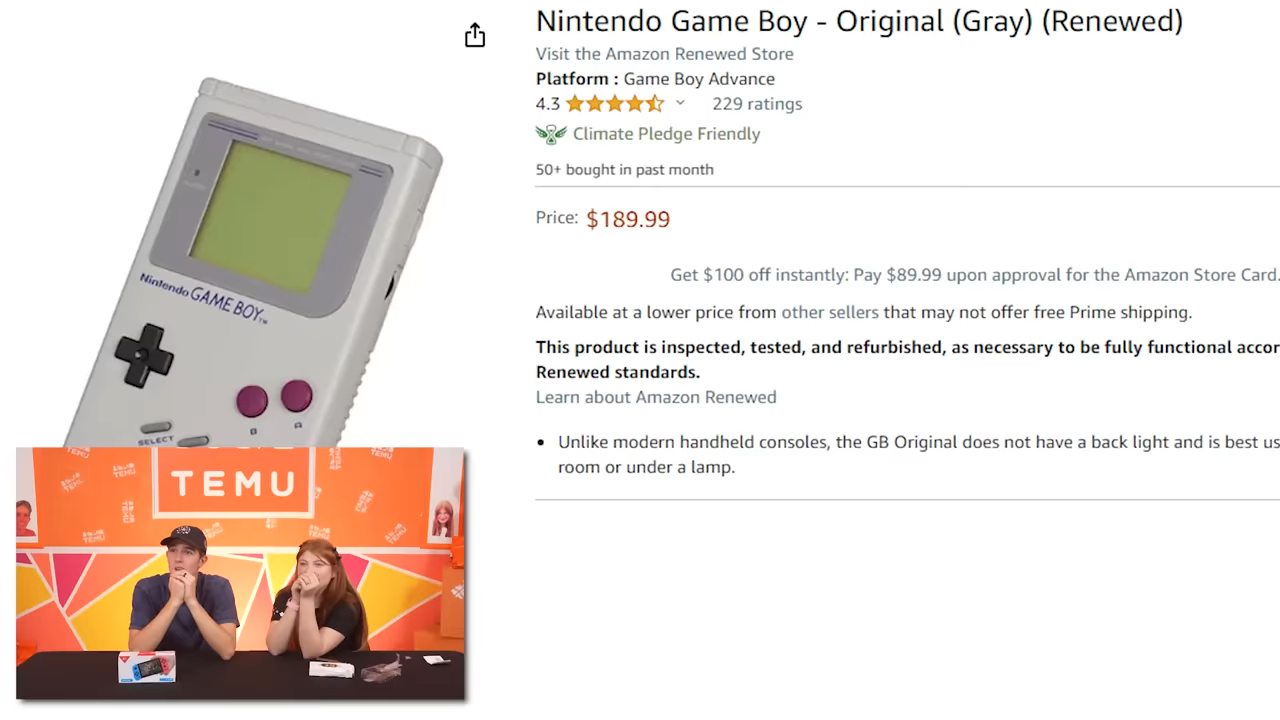 Nintendo Game Boy - Original (Gray) (Renewed)
Visit the Amazon Renewed Store
Platform : Game Boy Advance
4.3 229 ratings
Climate Pledge Friendly
50+ bought in past month
Price: $189.99
Get $100 off instantly: Pay $89.99 upon approval for the Amazon Store Card.
Available at a lower price from other sellers that may not offer free Prime shipping.
This product is inspected, tested, and refurbished, as necessary to be fully functional accor
Renewed standards.
Learn about Amazon Renewed
• Unlike modern handheld consoles, the GB Original does not have a back light and is best us
room or under a lamp.
Nintendo GAME BOY™
B A
SELECT
TEMU
TEMU
TEMU
TEMU
TEMU